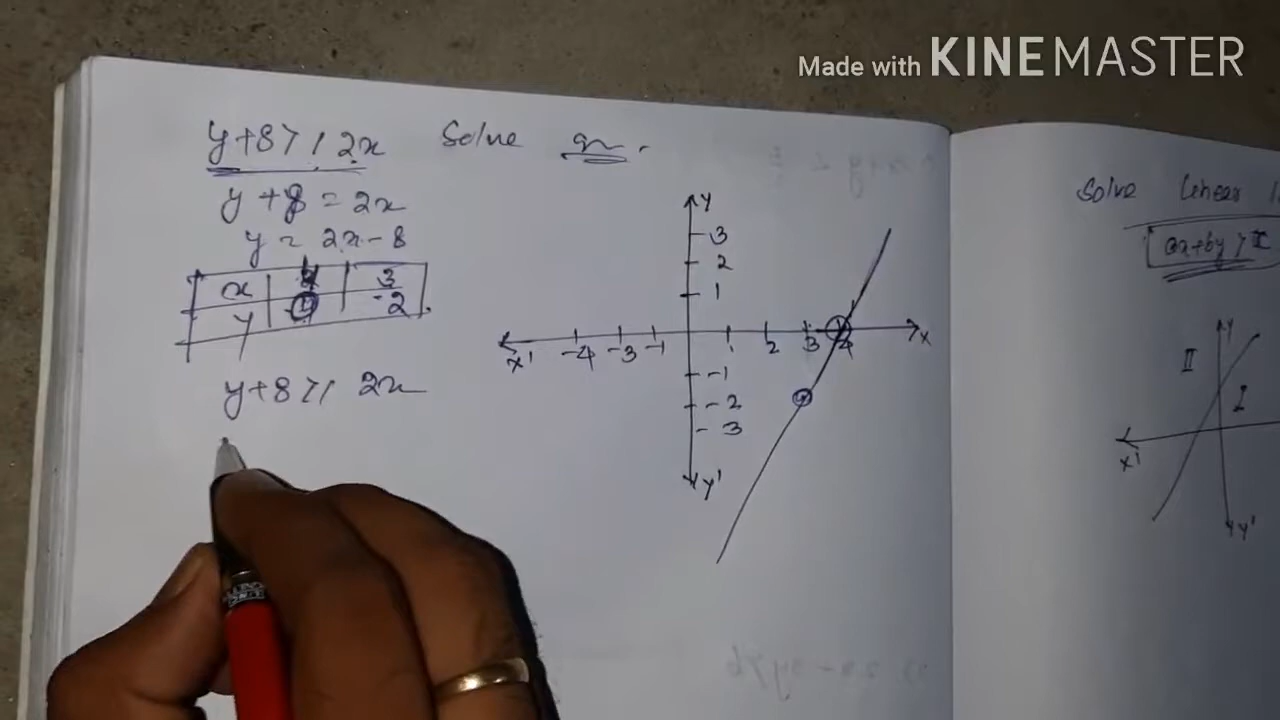 Made with KINEMASTER
y+8 ≥ 2x Solve
y+8 = 2x
y = 2x-8
x 4 3
y -2
y+8 ≥ 2x
Y
3
2
1
X' -4 -3 -1 1 2 3 4 X
-1
-2
-3
Y'
Solve linear
ax+by >
Y
II
I
X'
Y'